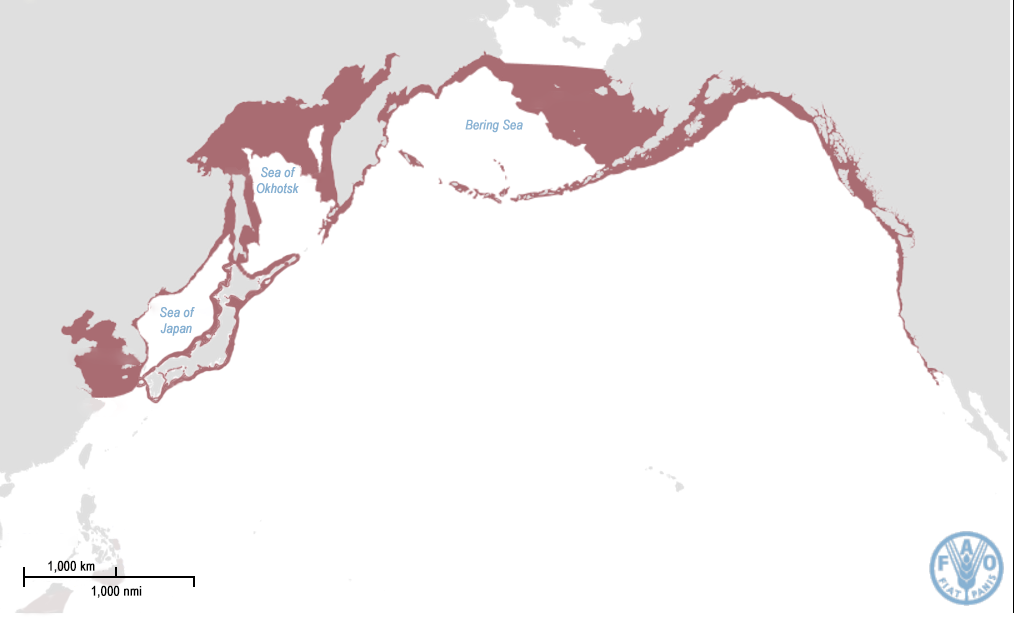 Bering Sea
Sea of
Okhotsk
Sea of
Japan
1,000 km
1,000 nmi
F A O
FIAT PANIS